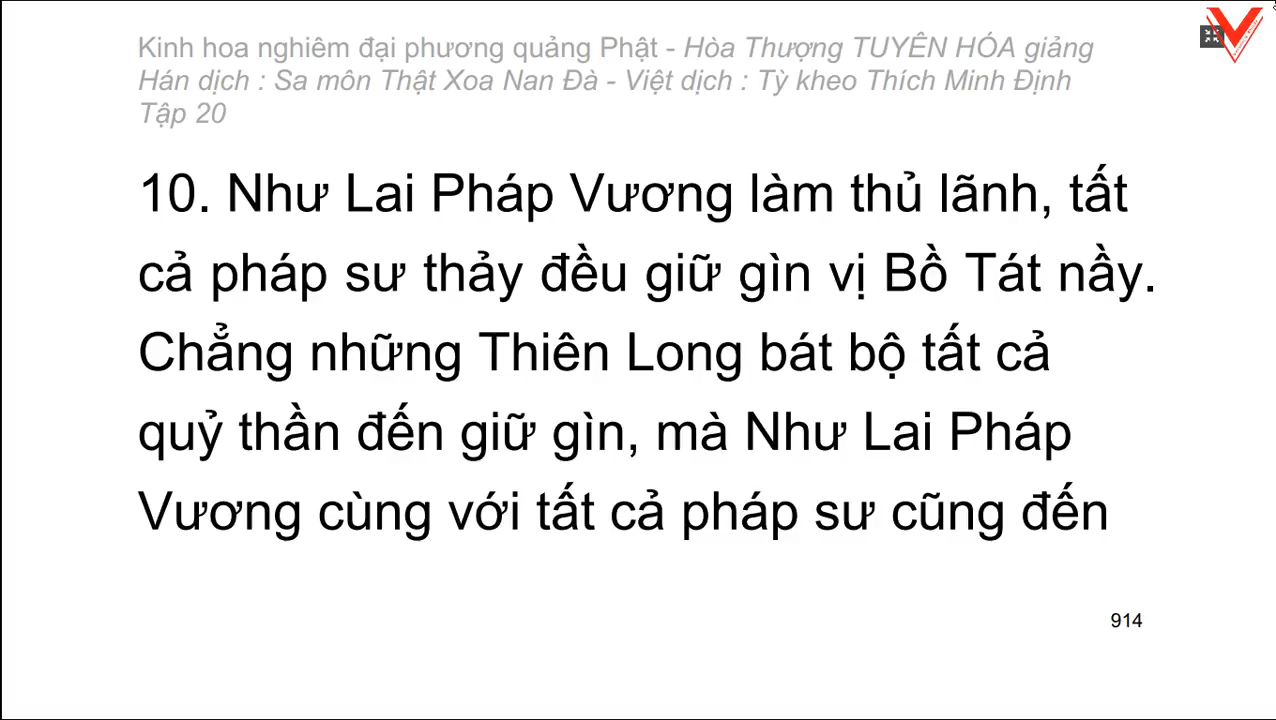 Kinh hoa nghiêm đại phương quảng Phật - Hòa Thượng TUYÊN HÓA giảng
Hán dịch : Sa môn Thật Xoa Nan Đà - Việt dịch : Tỳ kheo Thích Minh Định
Tập 20
10. Như Lai Pháp Vương làm thủ lãnh, tất
cả pháp sư thảy đều giữ gìn vị Bồ Tát nầy.
Chẳng những Thiên Long bát bộ tất cả
quỷ thần đến giữ gìn, mà Như Lai Pháp
Vương cùng với tất cả pháp sư cũng đến
914